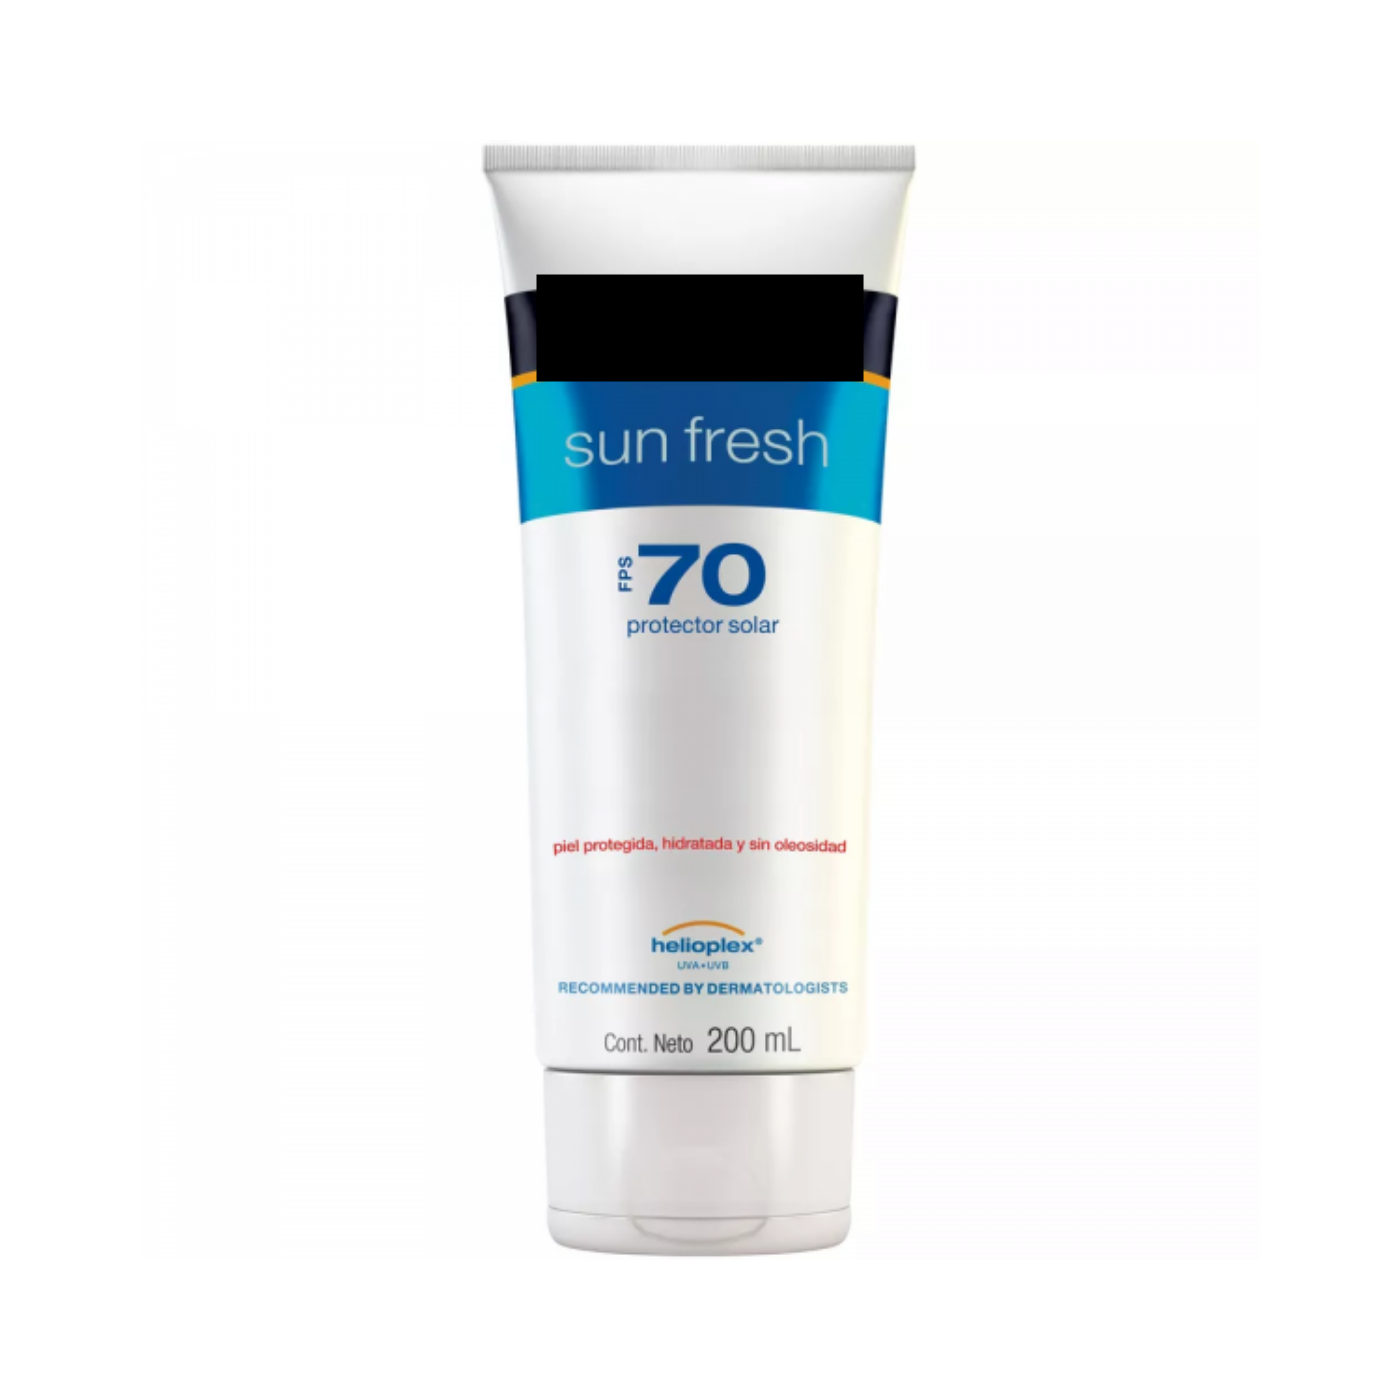 sun fresh
FPS 70
protector solar
piel protegida, hidratada y sin oleosidad
helioplex®
UVA+UVB
RECOMMENDED BY DERMATOLOGISTS
Cont. Neto 200 mL